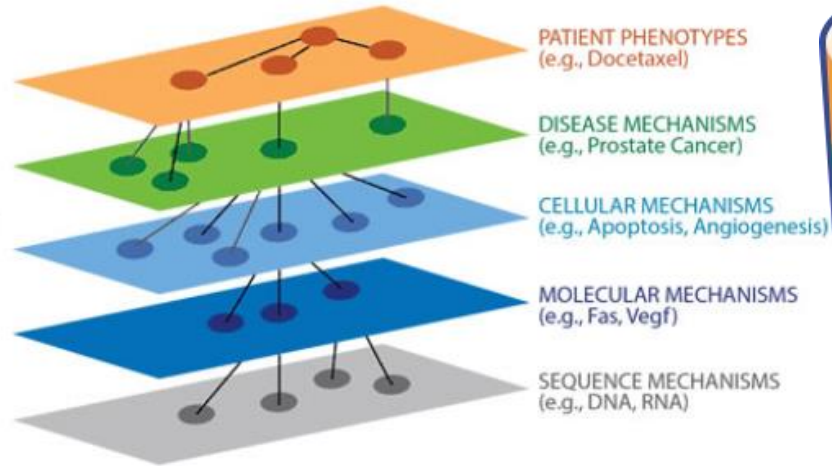 PATIENT PHENOTYPES
(e.g., Docetaxel)
DISEASE MECHANISMS
(e.g., Prostate Cancer)
CELLULAR MECHANISMS
(e.g., Apoptosis, Angiogenesis)
MOLECULAR MECHANISMS
(e.g., Fas, Vegf)
SEQUENCE MECHANISMS
(e.g., DNA, RNA)